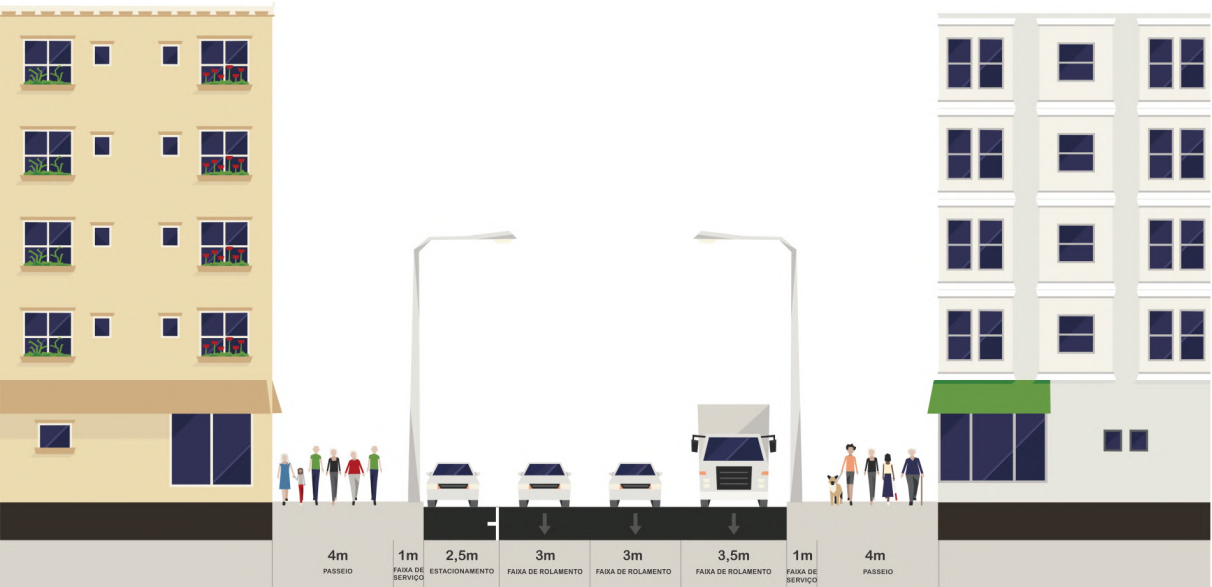 4m
PASSEIO
1m
FAIXA DE
SERVIÇO
2,5m
ESTACIONAMENTO
3m
FAIXA DE ROLAMENTO
3m
FAIXA DE ROLAMENTO
3,5m
FAIXA DE ROLAMENTO
1m
FAIXA DE
SERVIÇO
4m
PASSEIO